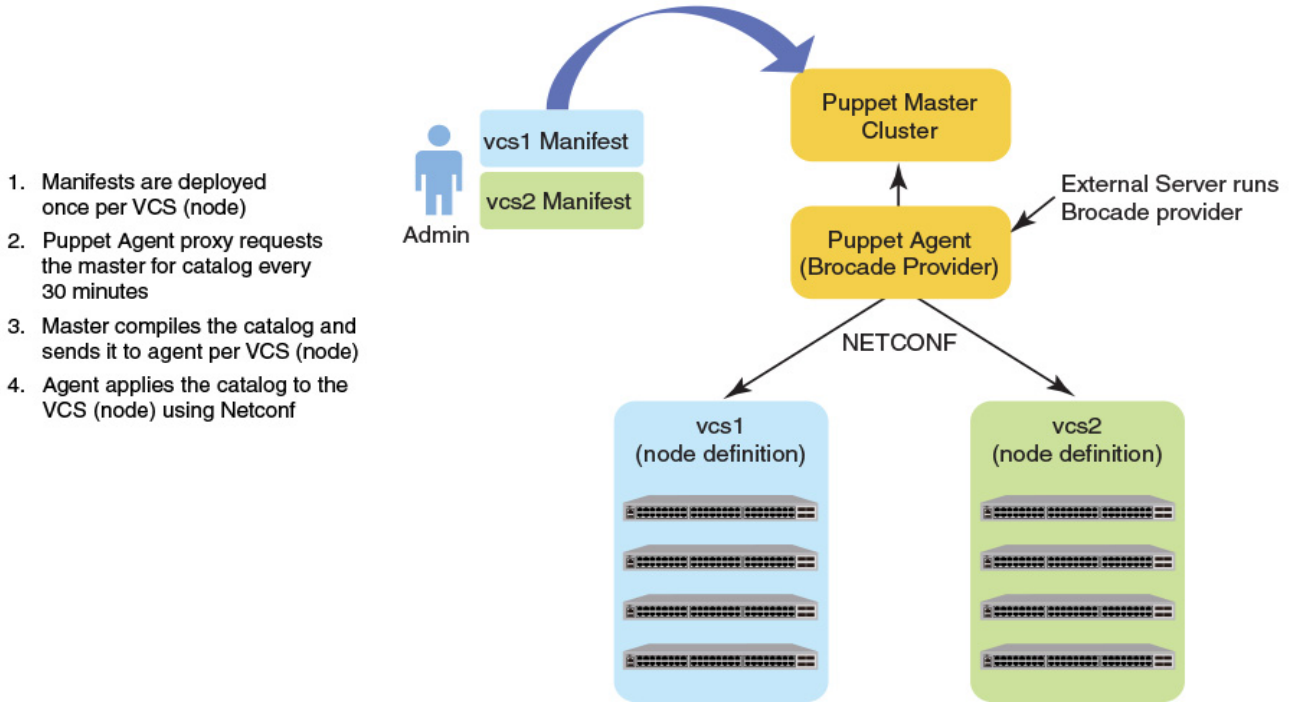 1. Manifests are deployed
once per VCS (node)
2. Puppet Agent proxy requests
the master for catalog every
30 minutes
3. Master compiles the catalog and
sends it to agent per VCS (node)
4. Agent applies the catalog to the
VCS (node) using Netconf
Admin
vcs1 Manifest
vcs2 Manifest
Puppet Master
Cluster
External Server runs
Brocade provider
Puppet Agent
(Brocade Provider)
NETCONF
vcs1
(node definition)
vcs2
(node definition)